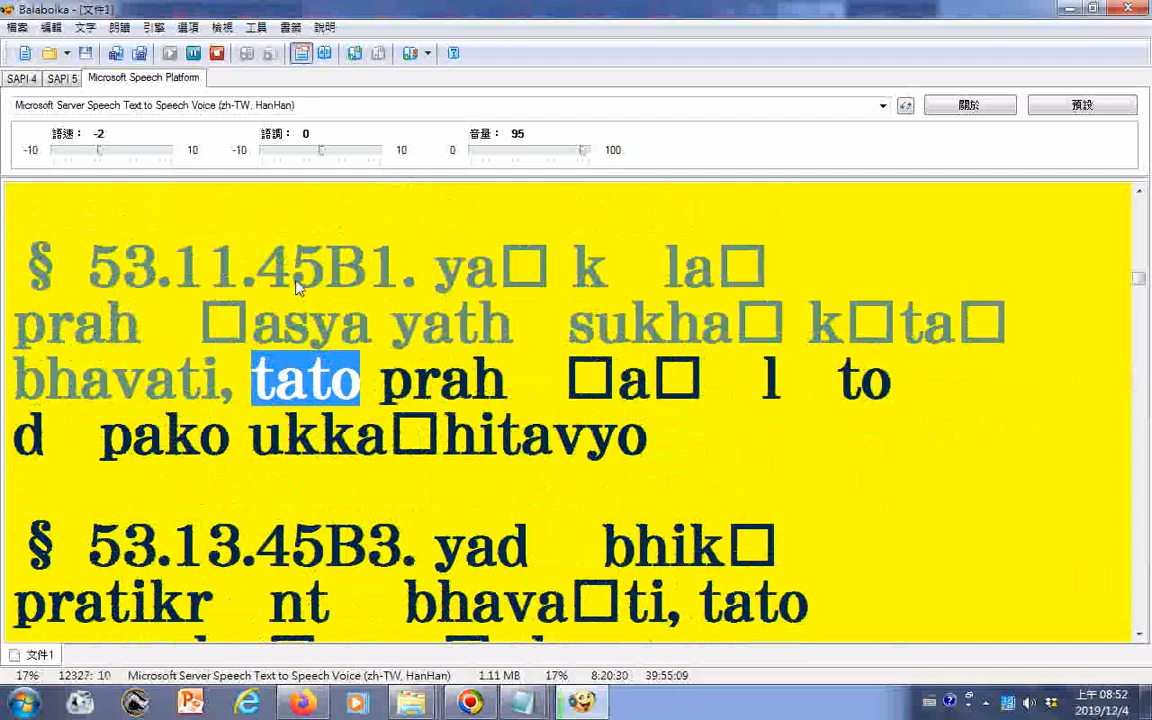 Balabolka - [文件1]
檔案 編輯 文字 朗讀 引擎 選項 檢視 工具 書籤 說明
SAPI 4 SAPI 5 Microsoft Speech Platform
Microsoft Server Speech Text to Speech Voice (zh-TW, HanHan) 關於 預設
語速： -2 語調： 0 音量： 95
-10 10 -10 10 0 100
§ 53.11.45B1. ya□ k la□
prah □asya yath sukha□ k□ta□
bhavati, tato prah □a□ l to
d pako ukka□hitavyo
§ 53.13.45B3. yad bhik□
pratikr nt bhava□ti, tato
文件1
17% 12327: 10 Microsoft Server Speech Text to Speech Voice (zh-TW, HanHan) 1.11 MB 17% 8:20:30 39:55:09
上午 08:52
2019/12/4